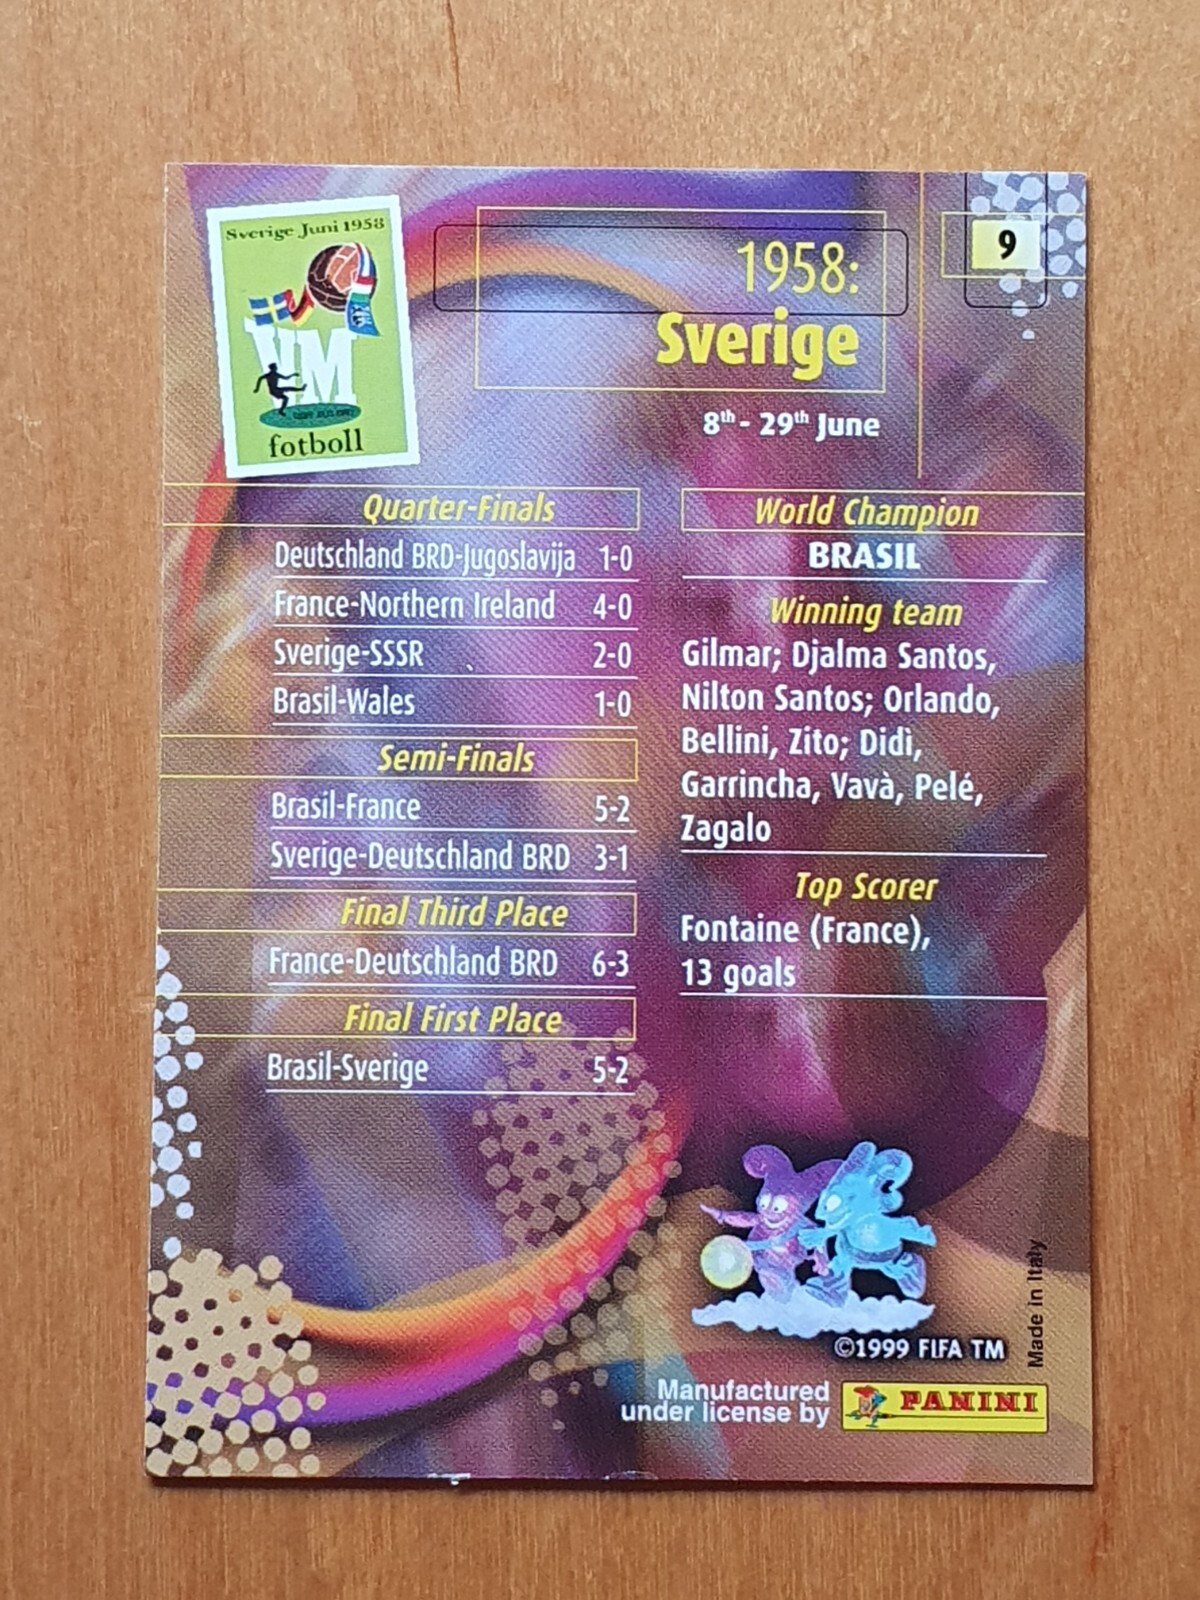 Sverige Juni 1958
VM
fotboll
1958:
Sverige
8th - 29th June
9
Quarter-Finals
Deutschland BRD-Jugoslavija 1-0
France-Northern Ireland 4-0
Sverige-SSSR 2-0
Brasil-Wales 1-0
Semi-Finals
Brasil-France 5-2
Sverige-Deutschland BRD 3-1
Final Third Place
France-Deutschland BRD 6-3
Final First Place
Brasil-Sverige 5-2
World Champion
BRASIL
Winning team
Gilmar; Djalma Santos,
Nilton Santos; Orlando,
Bellini, Zito; Didì,
Garrincha, Vavà, Pelé,
Zagalo
Top Scorer
Fontaine (France),
13 goals
Made in Italy
©1999 FIFA TM
Manufactured
under license by
PANINI